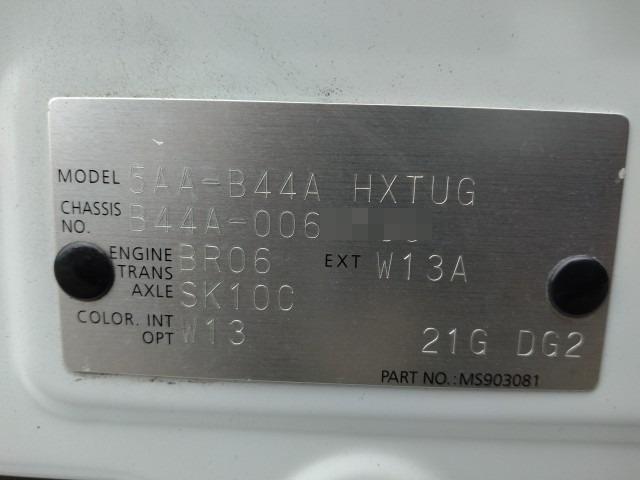 MODEL 5AA-B44A HXTUG
CHASSIS NO. B44A-006
ENGINE BR06 EXT W13A
TRANS AXLE SK10C
COLOR. INT OPT W13 21G DG2
PART NO.: MS903081